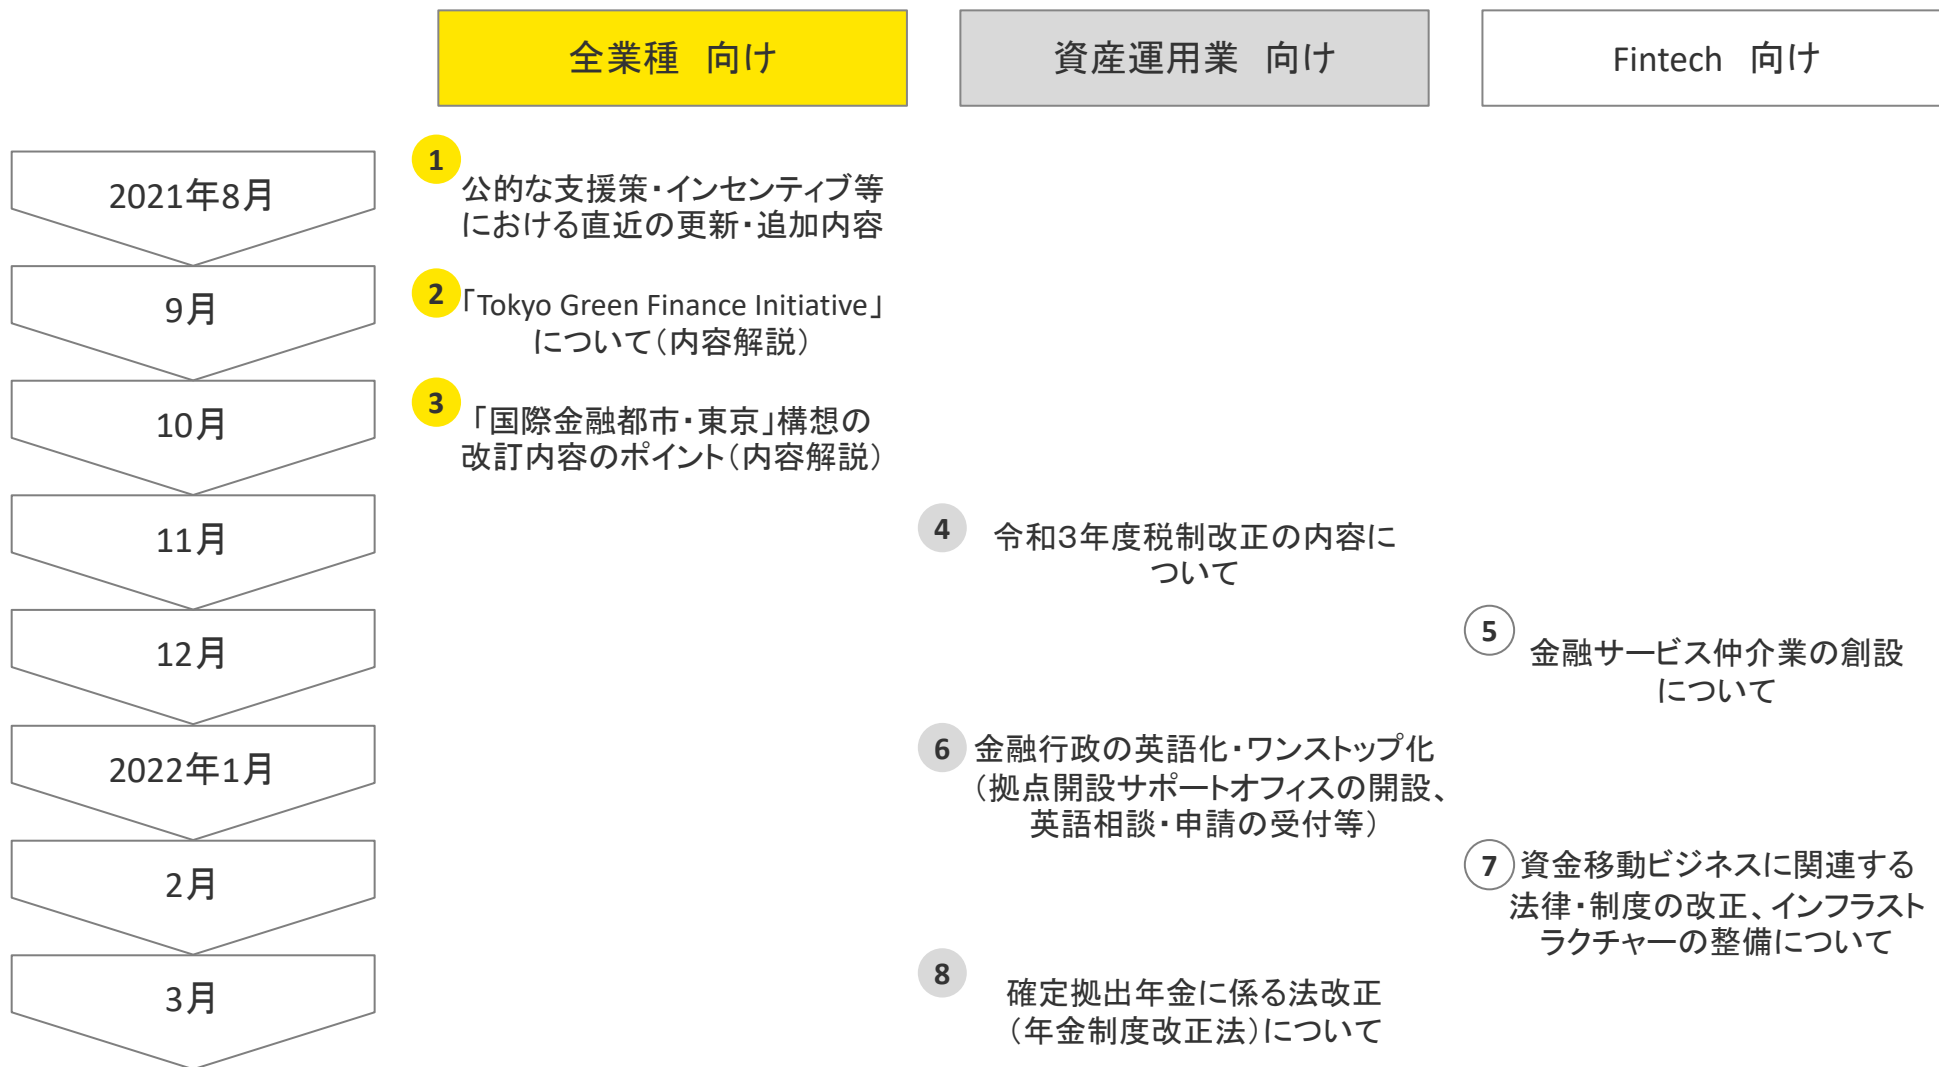 全業種　向け
資産運用業　向け
Fintech　向け
2021年8月
1
公的な支援策・インセンティブ等
における直近の更新・追加内容
9月
2
「Tokyo Green Finance Initiative」
について（内容解説）
10月
3
「国際金融都市・東京」構想の
改訂内容のポイント（内容解説）
11月
4
令和３年度税制改正の内容に
ついて
12月
5
金融サービス仲介業の創設
について
2022年1月
6
金融行政の英語化・ワンストップ化
（拠点開設サポートオフィスの開設、
英語相談・申請の受付等）
2月
7
資金移動ビジネスに関連する
法律・制度の改正、インフラスト
ラクチャーの整備について
3月
8
確定拠出年金に係る法改正
（年金制度改正法）について